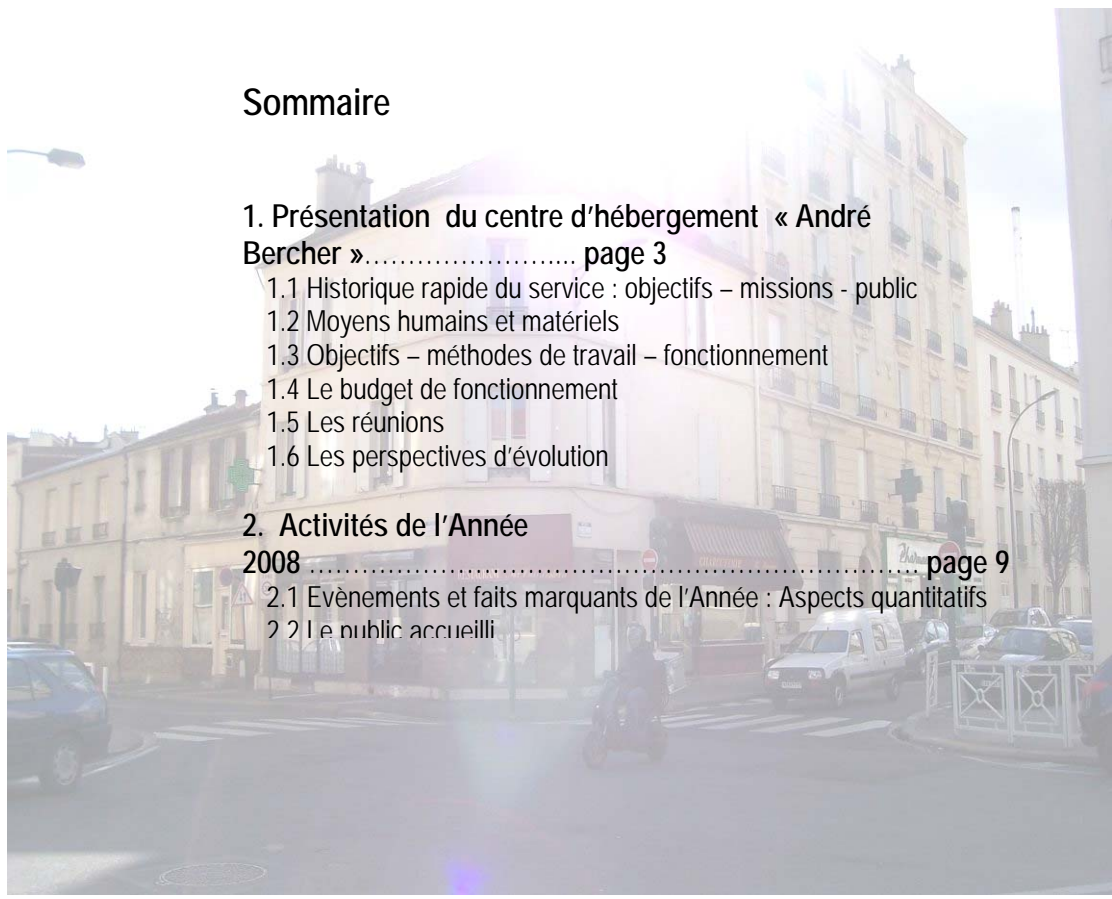 Sommaire
1. Présentation  du centre d'hébergement  « André
Bercher »…………………..... page 3
1.1 Historique rapide du service : objectifs – missions - public
1.2 Moyens humains et matériels
1.3 Objectifs – méthodes de travail – fonctionnement
1.4 Le budget de fonctionnement
1.5 Les réunions
1.6 Les perspectives d'évolution
2.  Activités de l'Année
2008 ……………………………………………………………… page 9
2.1 Evènements et faits marquants de l'Année : Aspects quantitatifs
2.2 Le public accueilli